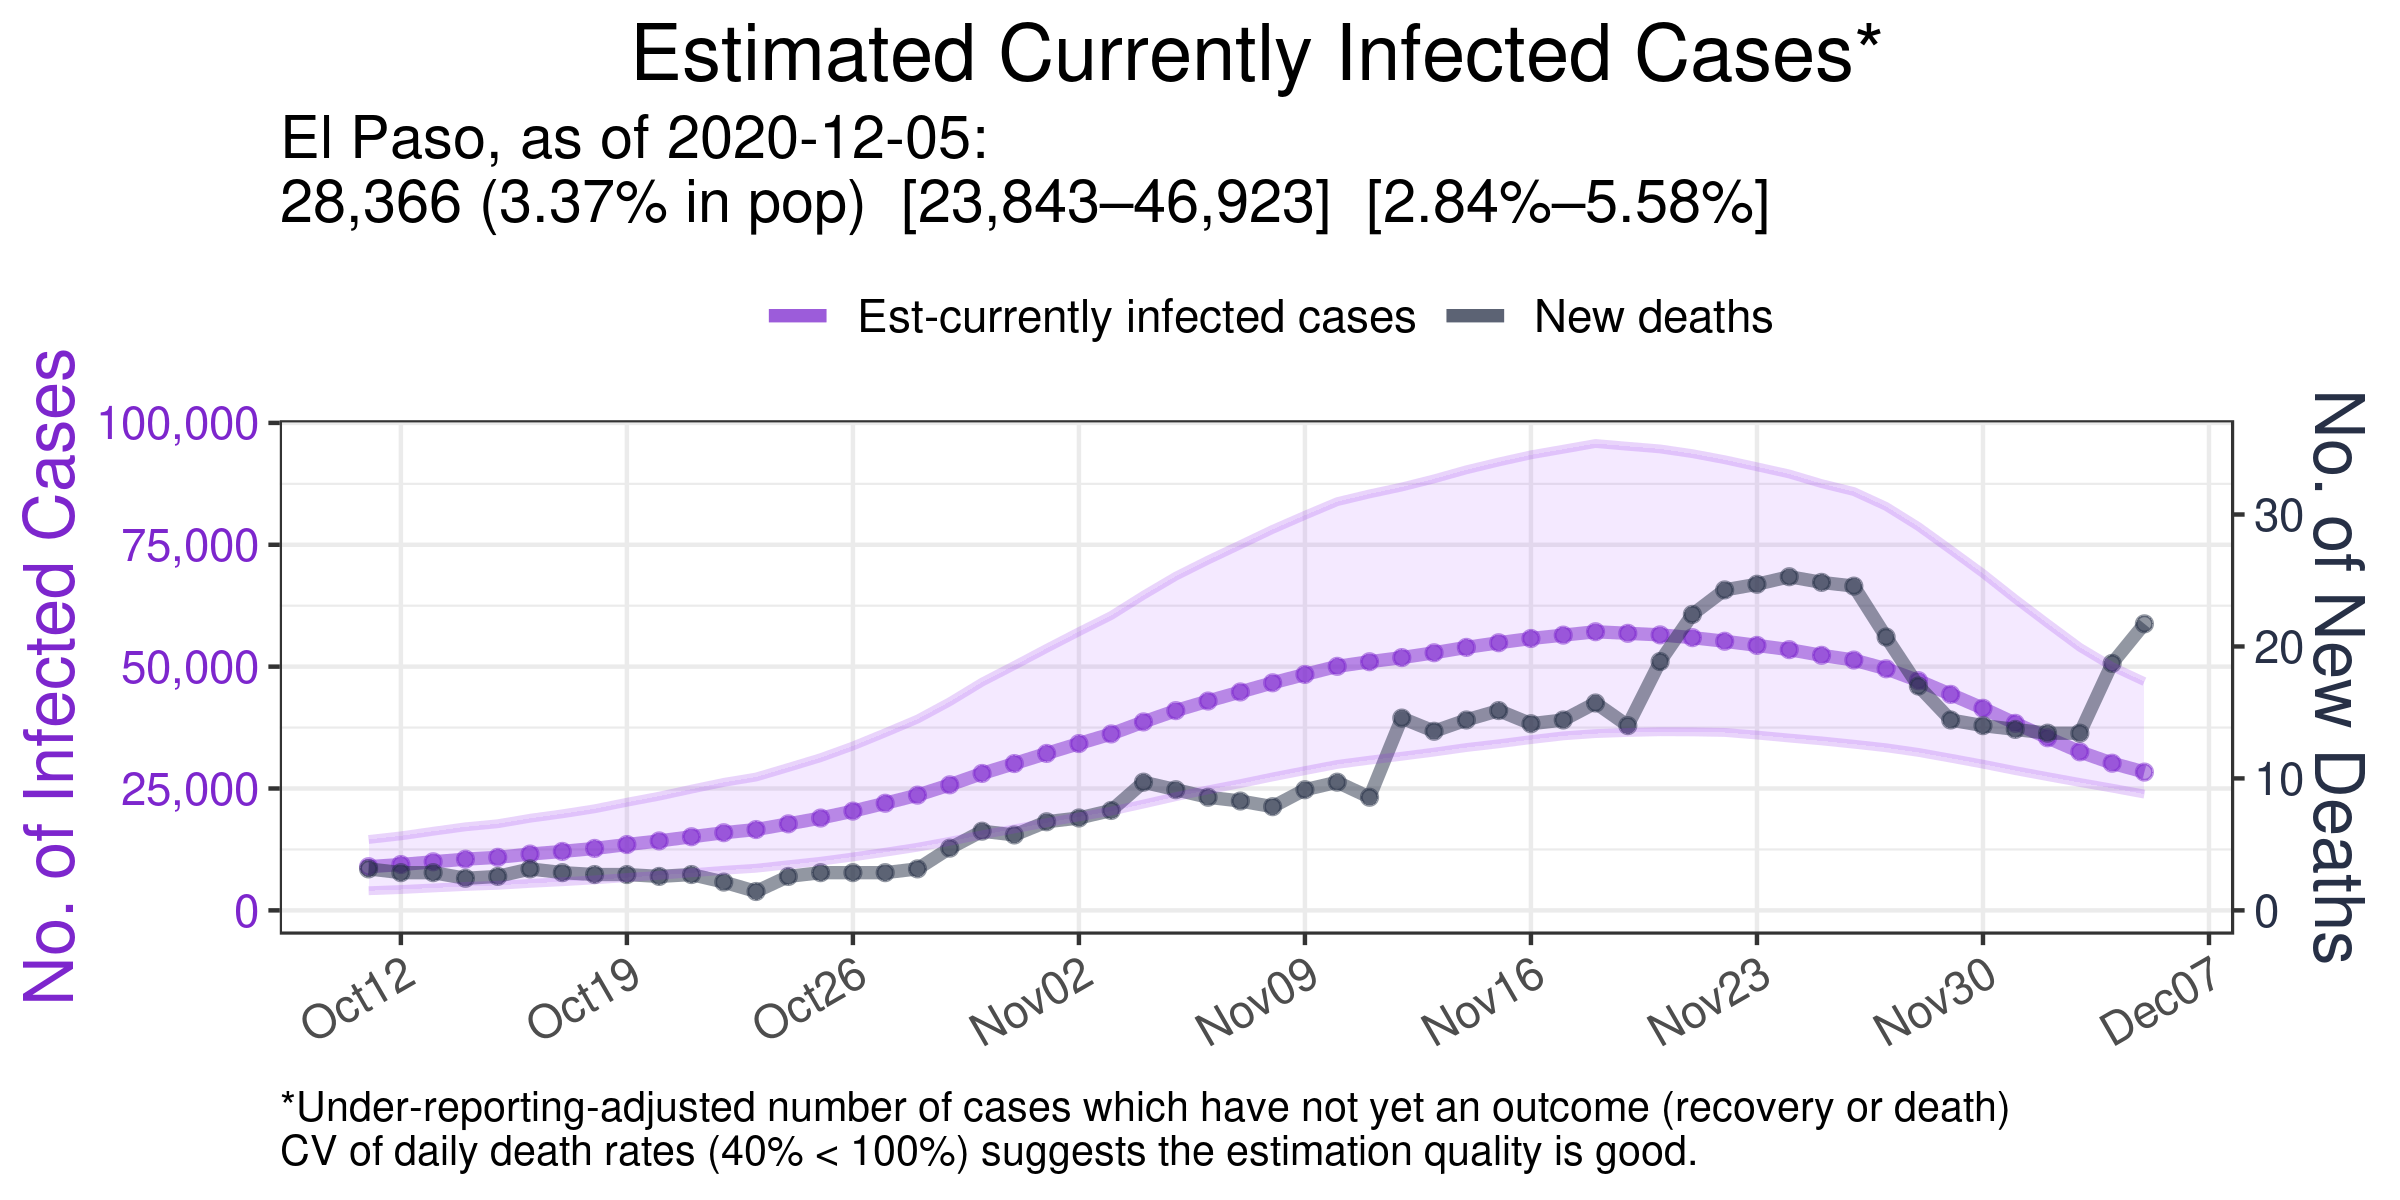 Estimated Currently Infected Cases*
El Paso, as of 2020-12-05:
28,366 (3.37% in pop) [23,843–46,923] [2.84%–5.58%]
Est-currently infected cases
New deaths
No. of Infected Cases
100,000
75,000
50,000
25,000
0
No. of New Deaths
30
20
10
0
Oct12
Oct19
Oct26
Nov02
Nov09
Nov16
Nov23
Nov30
Dec07
*Under-reporting-adjusted number of cases which have not yet an outcome (recovery or death)
CV of daily death rates (40% < 100%) suggests the estimation quality is good.